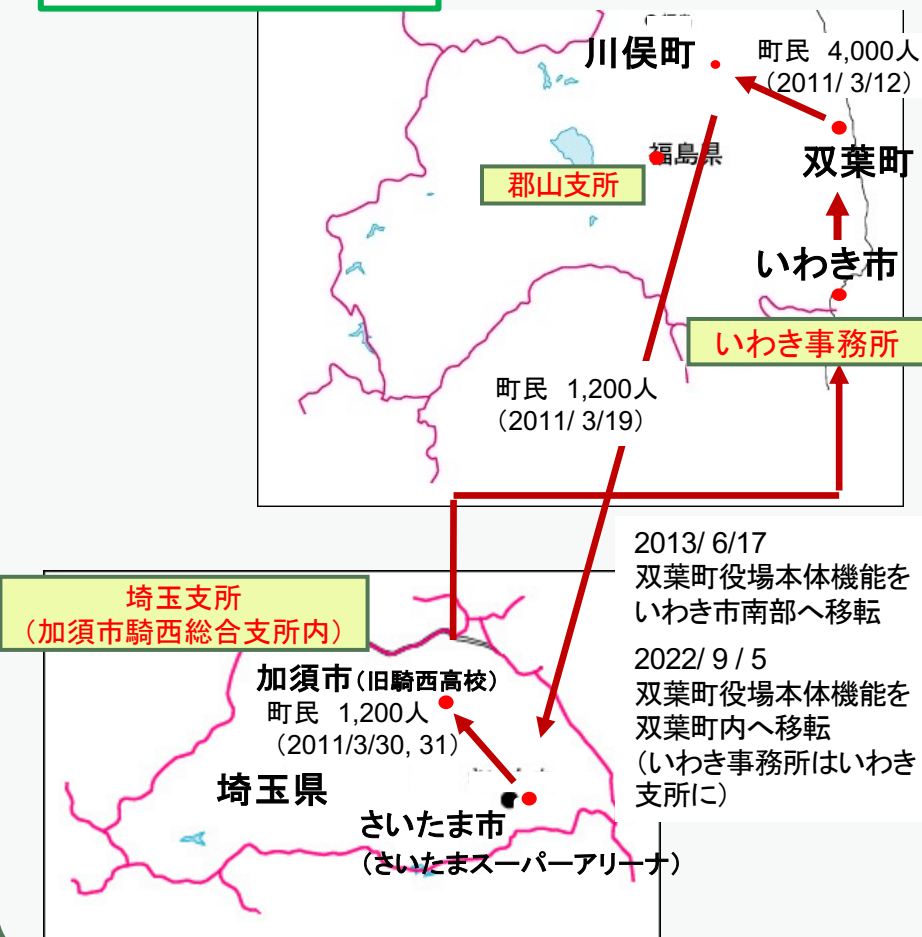 川俣町
町民 4,000人
(2011/ 3/12)
双葉町
福島県
郡山支所
いわき市
いわき事務所
町民 1,200人
(2011/ 3/19)
2013/ 6/17
双葉町役場本体機能を
いわき市南部へ移転
2022/ 9 / 5
双葉町役場本体機能を
双葉町内へ移転
(いわき事務所はいわき
支所に)
埼玉支所
(加須市騎西総合支所内)
加須市(旧騎西高校)
町民 1,200人
(2011/3/30, 31)
埼玉県
さいたま市
(さいたまスーパーアリーナ)